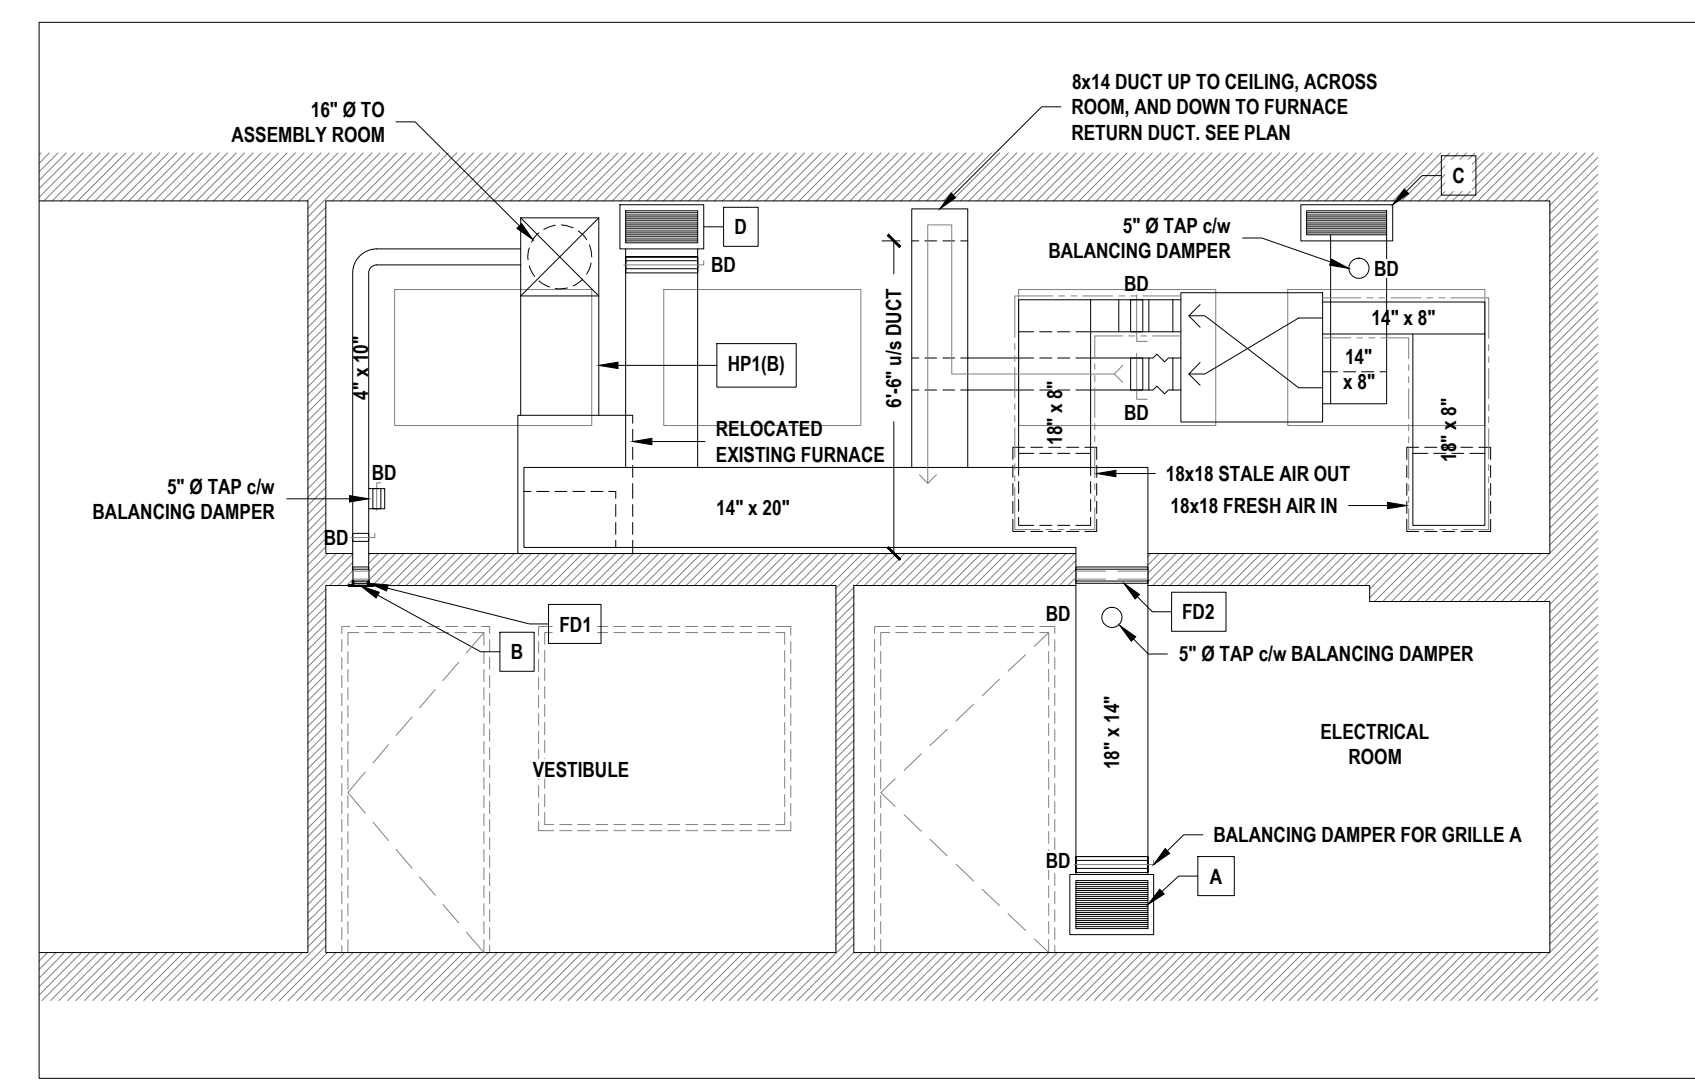 16" Ø TO
ASSEMBLY ROOM
8x14 DUCT UP TO CEILING, ACROSS
ROOM, AND DOWN TO FURNACE
RETURN DUCT. SEE PLAN
C
D
5" Ø TAP c/w
BALANCING DAMPER
BD
BD
BD
14" x 8"
4" x 10"
HP1(B)
6'-6" u/s DUCT
14"
x 8"
BD
18" x 8"
18" x 8"
RELOCATED
EXISTING FURNACE
BD
5" Ø TAP c/w
BALANCING DAMPER
18x18 STALE AIR OUT
14" x 20"
18x18 FRESH AIR IN
BD
FD1
B
BD
FD2
5" Ø TAP c/w BALANCING DAMPER
18" x 14"
ELECTRICAL
ROOM
VESTIBULE
BALANCING DAMPER FOR GRILLE A
BD
A